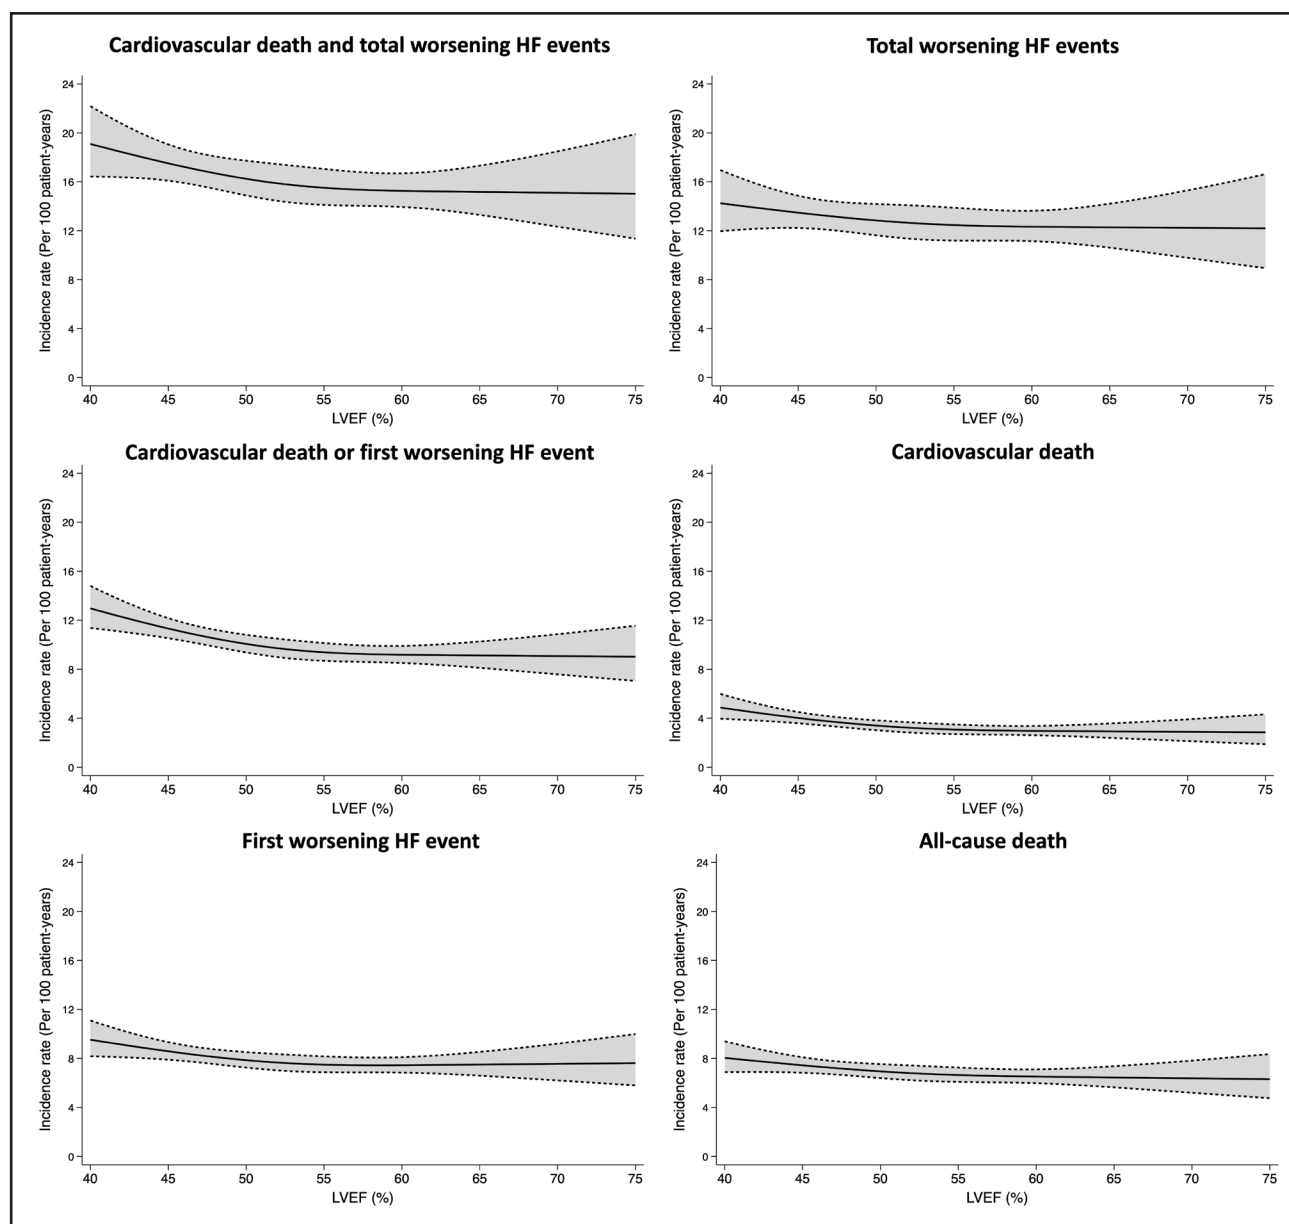 Cardiovascular death and total worsening HF events
Incidence rate (Per 100 patient-years)
24
20
16
12
8
4
0
40 45 50 55 60 65 70 75
LVEF (%)
Total worsening HF events
Incidence rate (Per 100 patient-years)
24
20
16
12
8
4
0
40 45 50 55 60 65 70 75
LVEF (%)
Cardiovascular death or first worsening HF event
Incidence rate (Per 100 patient-years)
24
20
16
12
8
4
0
40 45 50 55 60 65 70 75
LVEF (%)
Cardiovascular death
Incidence rate (Per 100 patient-years)
24
20
16
12
8
4
0
40 45 50 55 60 65 70 75
LVEF (%)
First worsening HF event
Incidence rate (Per 100 patient-years)
24
20
16
12
8
4
0
40 45 50 55 60 65 70 75
LVEF (%)
All-cause death
Incidence rate (Per 100 patient-years)
24
20
16
12
8
4
0
40 45 50 55 60 65 70 75
LVEF (%)